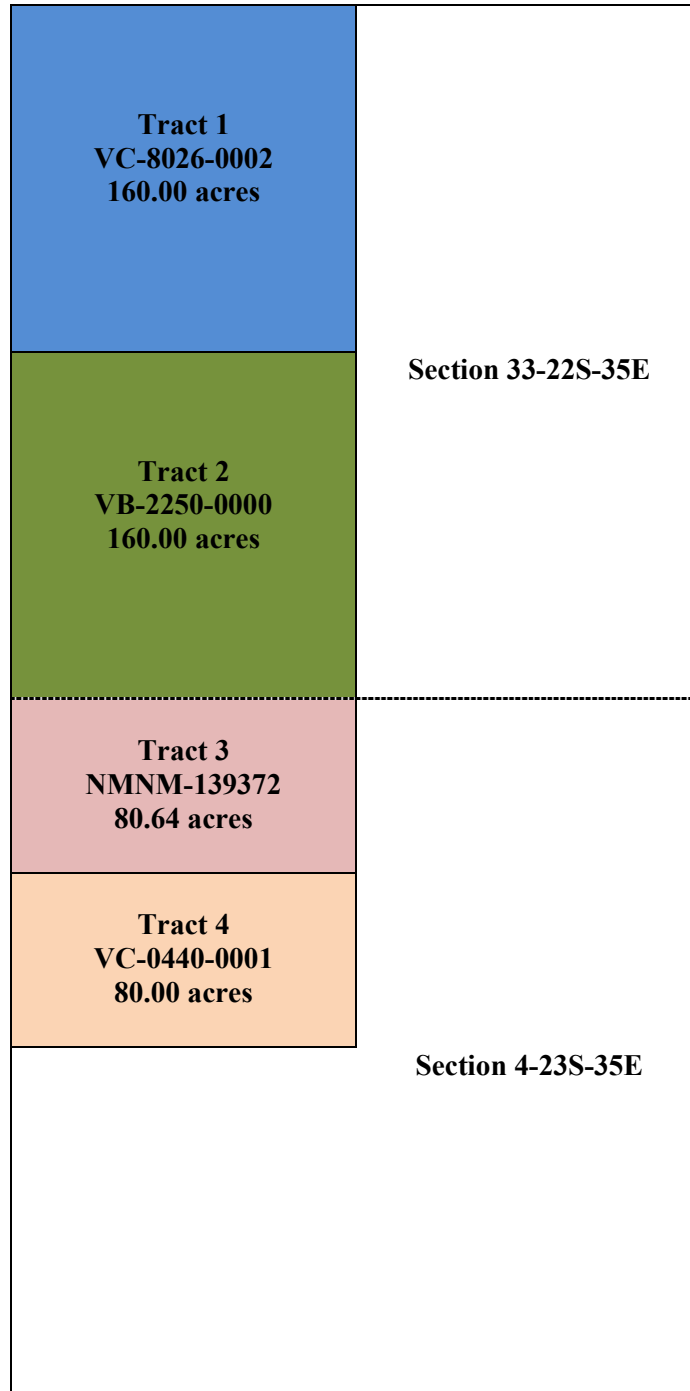 Tract 1
VC-8026-0002
160.00 acres
Section 33-22S-35E
Tract 2
VB-2250-0000
160.00 acres
Tract 3
NMNM-139372
80.64 acres
Tract 4
VC-0440-0001
80.00 acres
Section 4-23S-35E